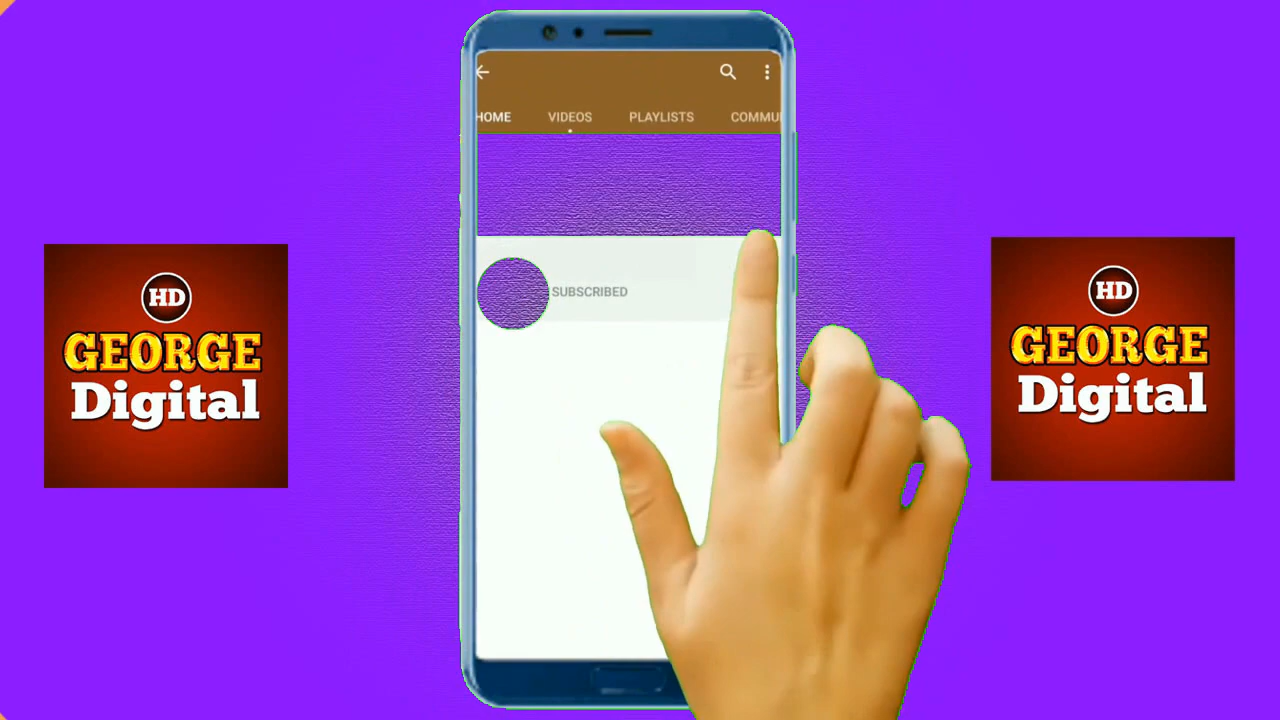 HOME VIDEOS PLAYLISTS COMMU
SUBSCRIBED
HD
GEORGE
Digital
HD
GEORGE
Digital